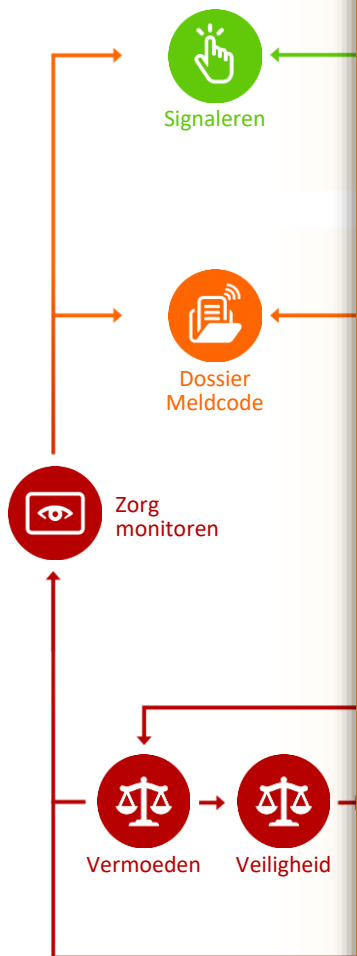 Signaleren
Dossier
Meldcode
Zorg
monitoren
Vermoeden
Veiligheid